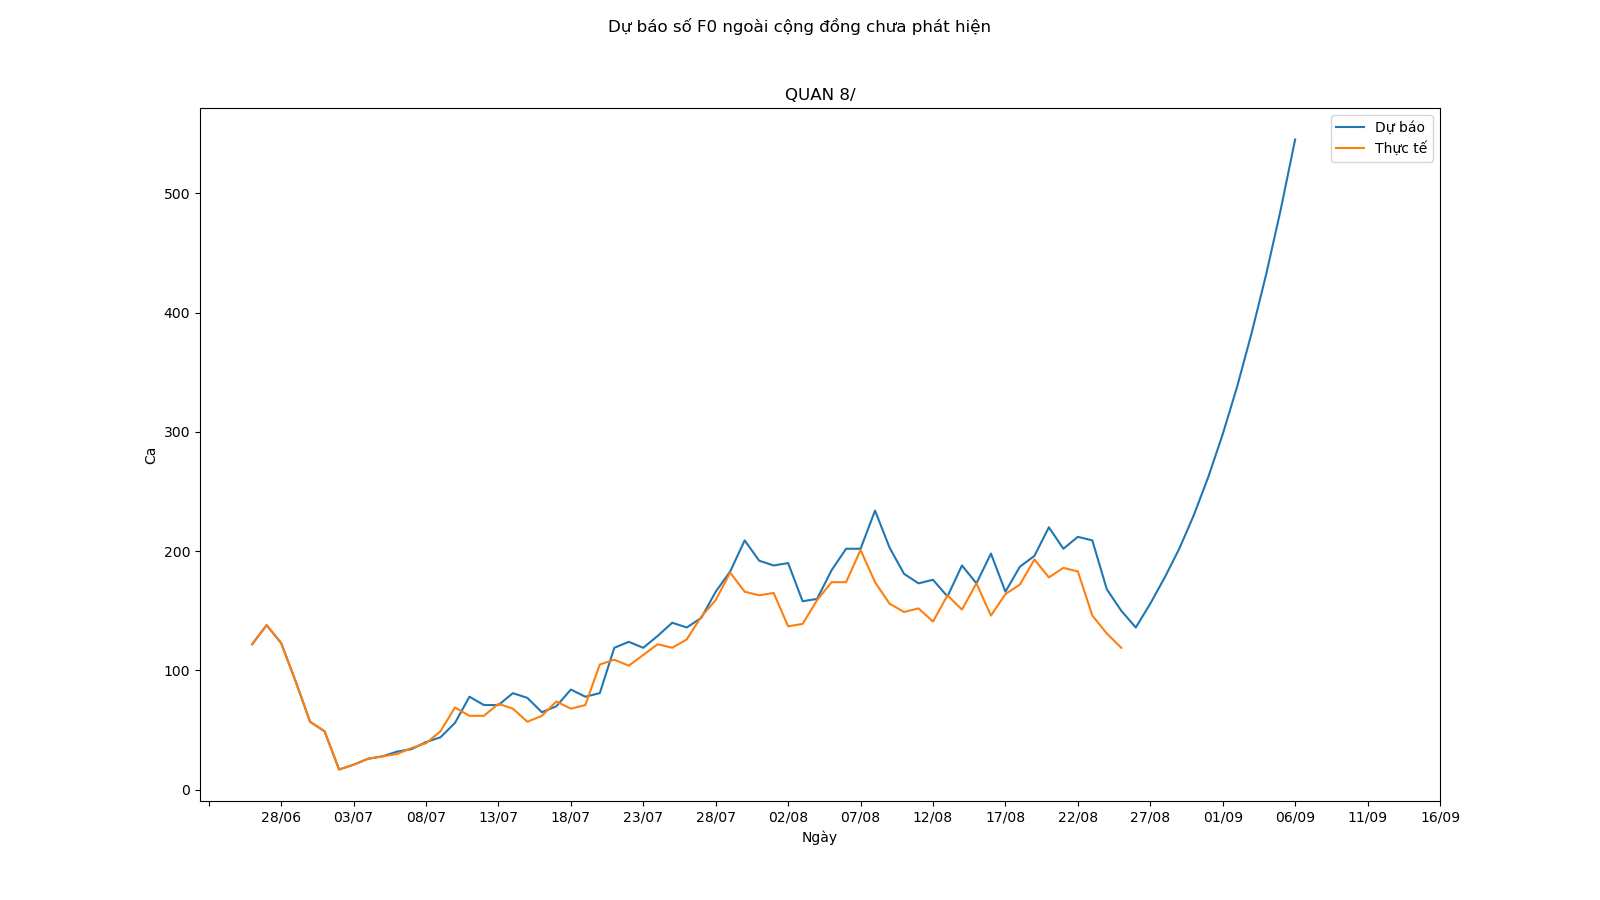 Dự báo số F0 ngoài cộng đồng chưa phát hiện
QUAN 8/
Dự báo
Thực tế
500
400
300
200
100
0
Ca
28/06 03/07 08/07 13/07 18/07 23/07 28/07 02/08 07/08 12/08 17/08 22/08 27/08 01/09 06/09 11/09 16/09
Ngày